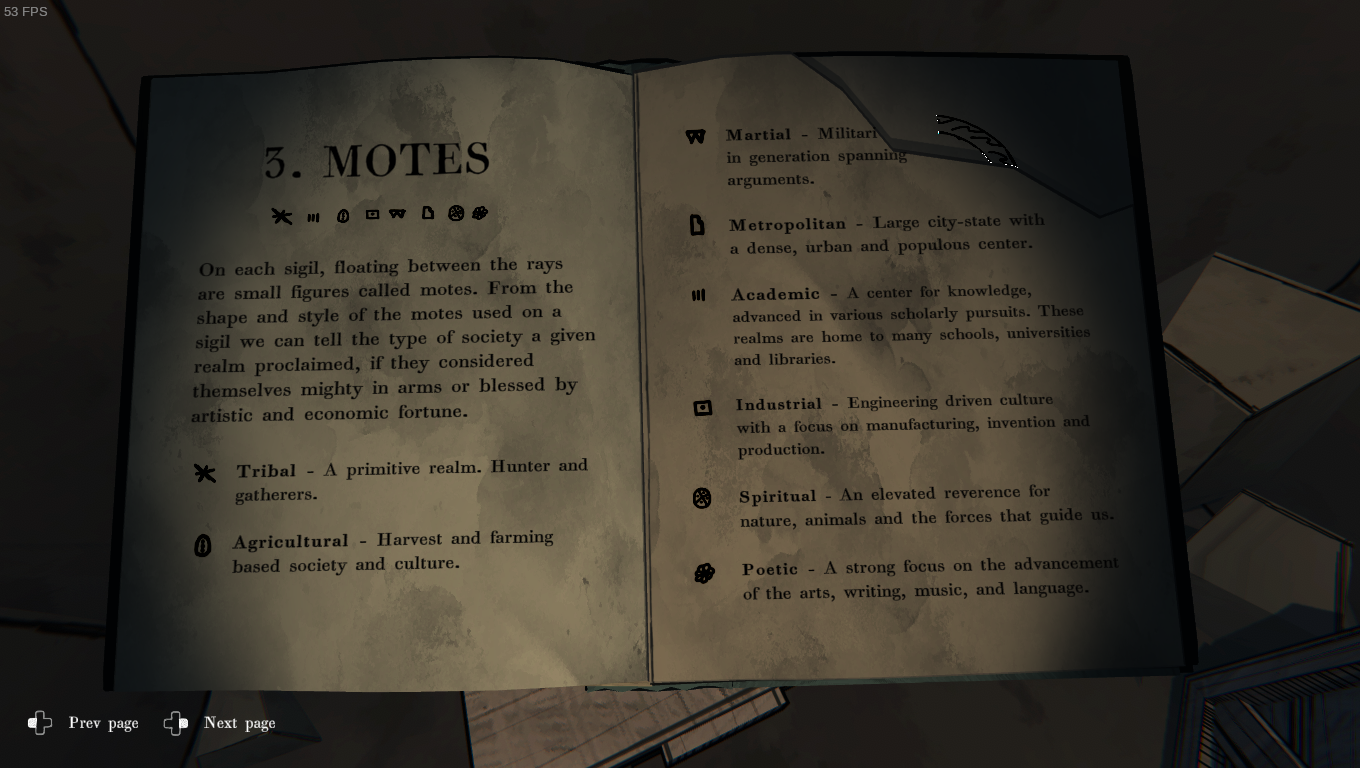 53 FPS
3. MOTES
On each sigil, floating between the rays
are small figures called motes. From the
shape and style of the motes used on a
sigil we can tell the type of society a given
realm proclaimed, if they considered
themselves mighty in arms or blessed by
artistic and economic fortune.
Tribal - A primitive realm. Hunter and
gatherers.
Agricultural - Harvest and farming
based society and culture.
Martial - Militari
in generation spanning
arguments.
Metropolitan - Large city-state with
a dense, urban and populous center.
Academic - A center for knowledge,
advanced in various scholarly pursuits. These
realms are home to many schools, universities
and libraries.
Industrial - Engineering driven culture
with a focus on manufacturing, invention and
production.
Spiritual - An elevated reverence for
nature, animals and the forces that guide us.
Poetic - A strong focus on the advancement
of the arts, writing, music, and language.
Prev page
Next page